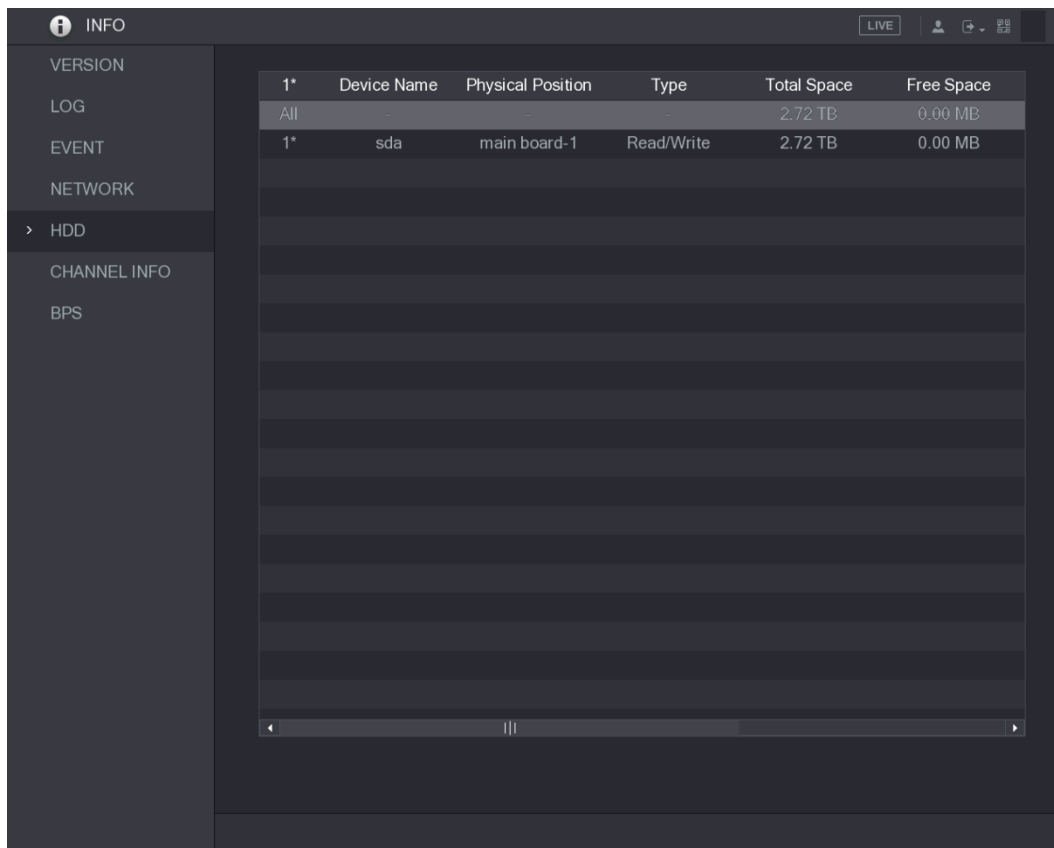 INFO LIVE
VERSION
LOG
EVENT
NETWORK
> HDD
CHANNEL INFO
BPS
1* Device Name Physical Position Type Total Space Free Space
All - - - 2.72 TB 0.00 MB
1* sda main board-1 Read/Write 2.72 TB 0.00 MB